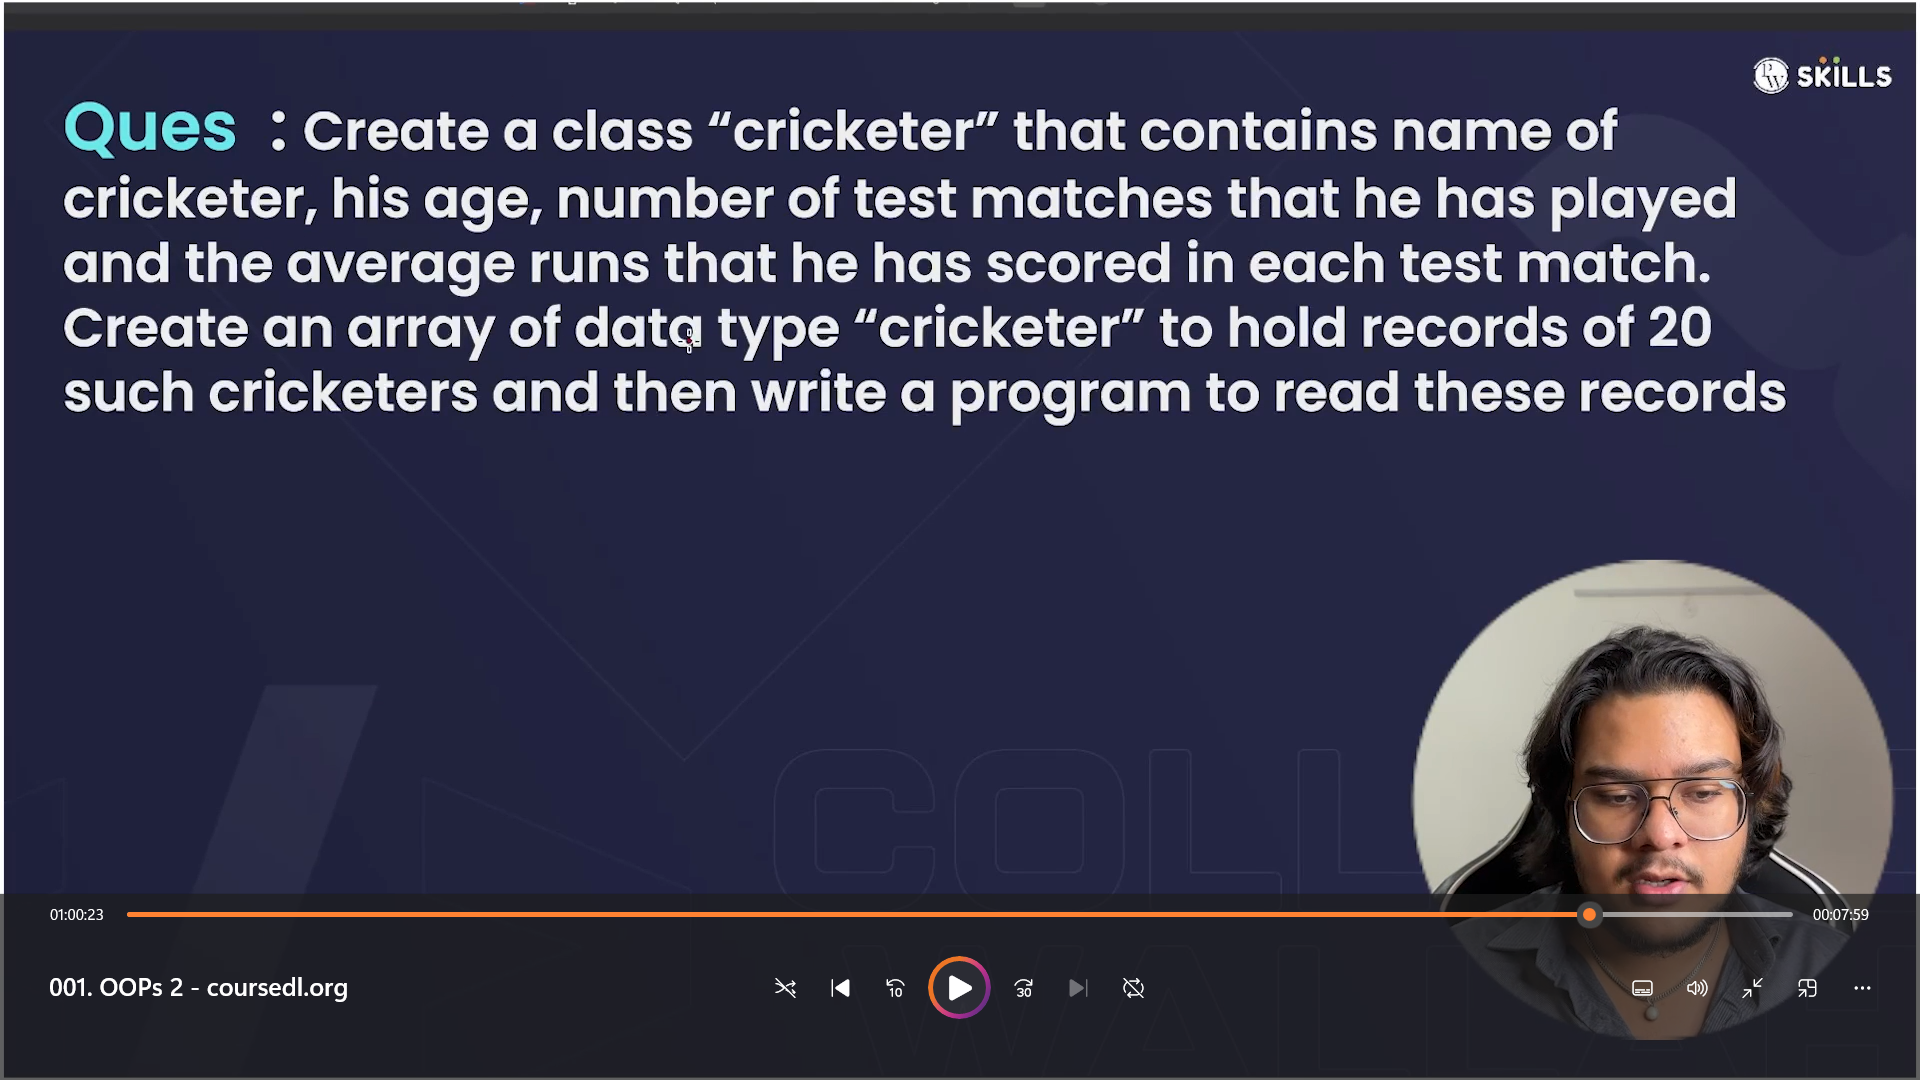 PW SKILLS
Ques : Create a class “cricketer” that contains name of
cricketer, his age, number of test matches that he has played
and the average runs that he has scored in each test match.
Create an array of data type “cricketer” to hold records of 20
such cricketers and then write a program to read these records
COLL
WALLAH
01:00:23
00:07:59
001. OOPs 2 - coursedl.org
10
30